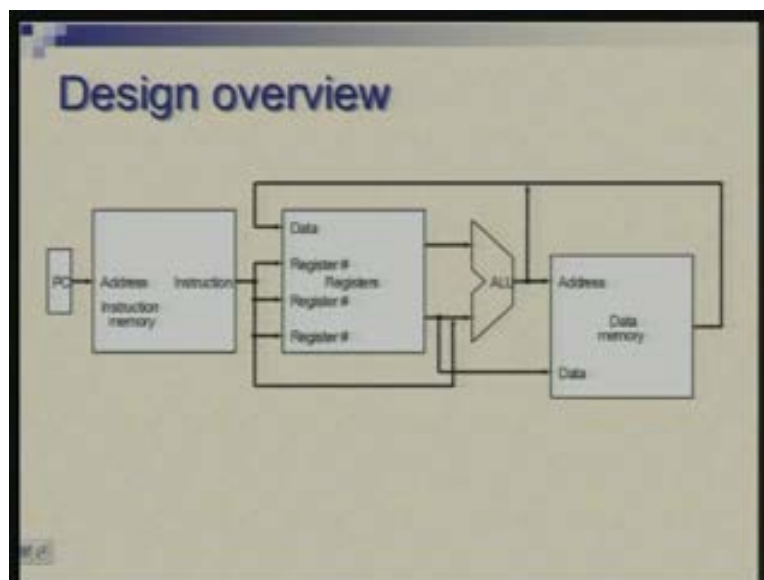 Design overview
PC
Address
Instruction
Instruction
memory
Data
Register #
Registers
Register #
Register #
ALU
Address
Data
memory
Data